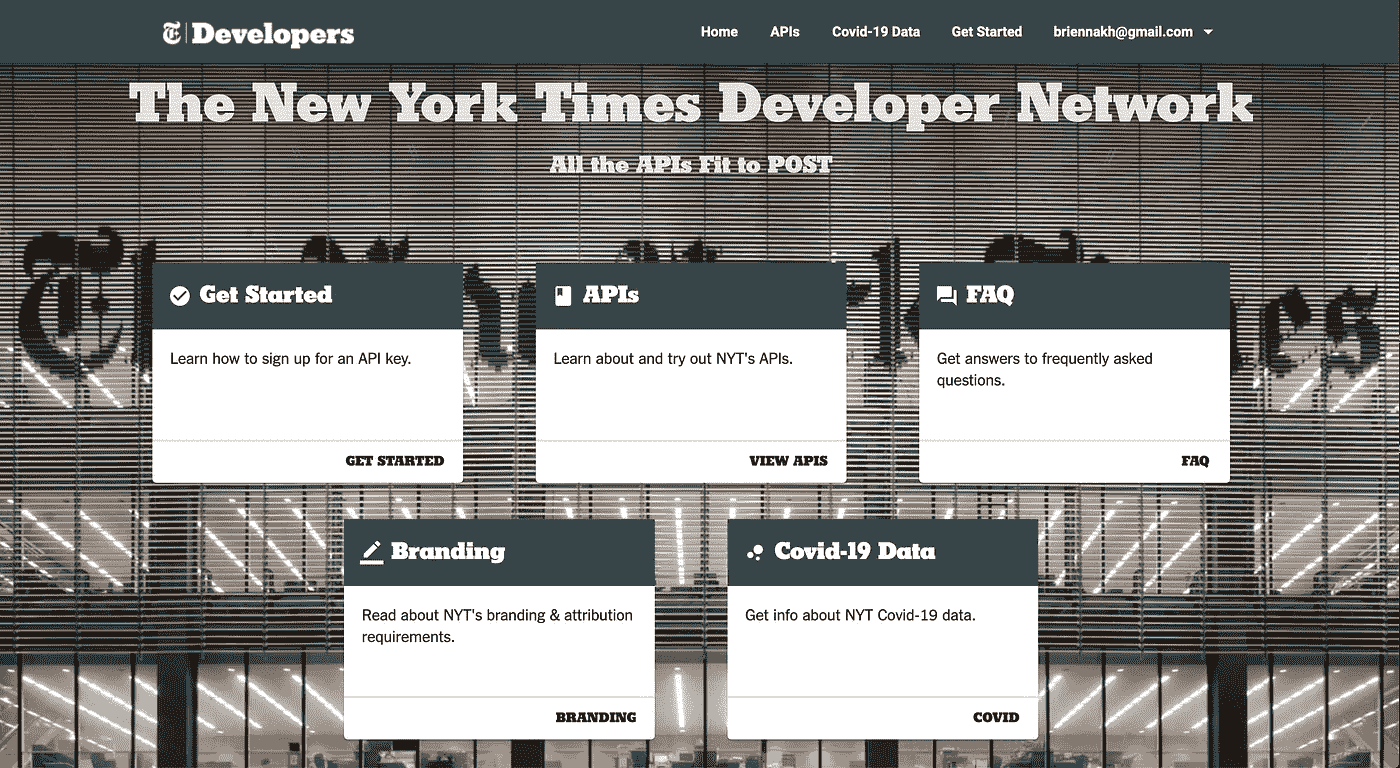 Developers
Home APIs Covid-19 Data Get Started briennakh@gmail.com
The New York Times Developer Network
All the APIs Fit to POST
Get Started
Learn how to sign up for an API key.
GET STARTED
APIs
Learn about and try out NYT's APIs.
VIEW APIS
FAQ
Get answers to frequently asked
questions.
FAQ
Branding
Read about NYT's branding & attribution
requirements.
BRANDING
Covid-19 Data
Get info about NYT Covid-19 data.
COVID